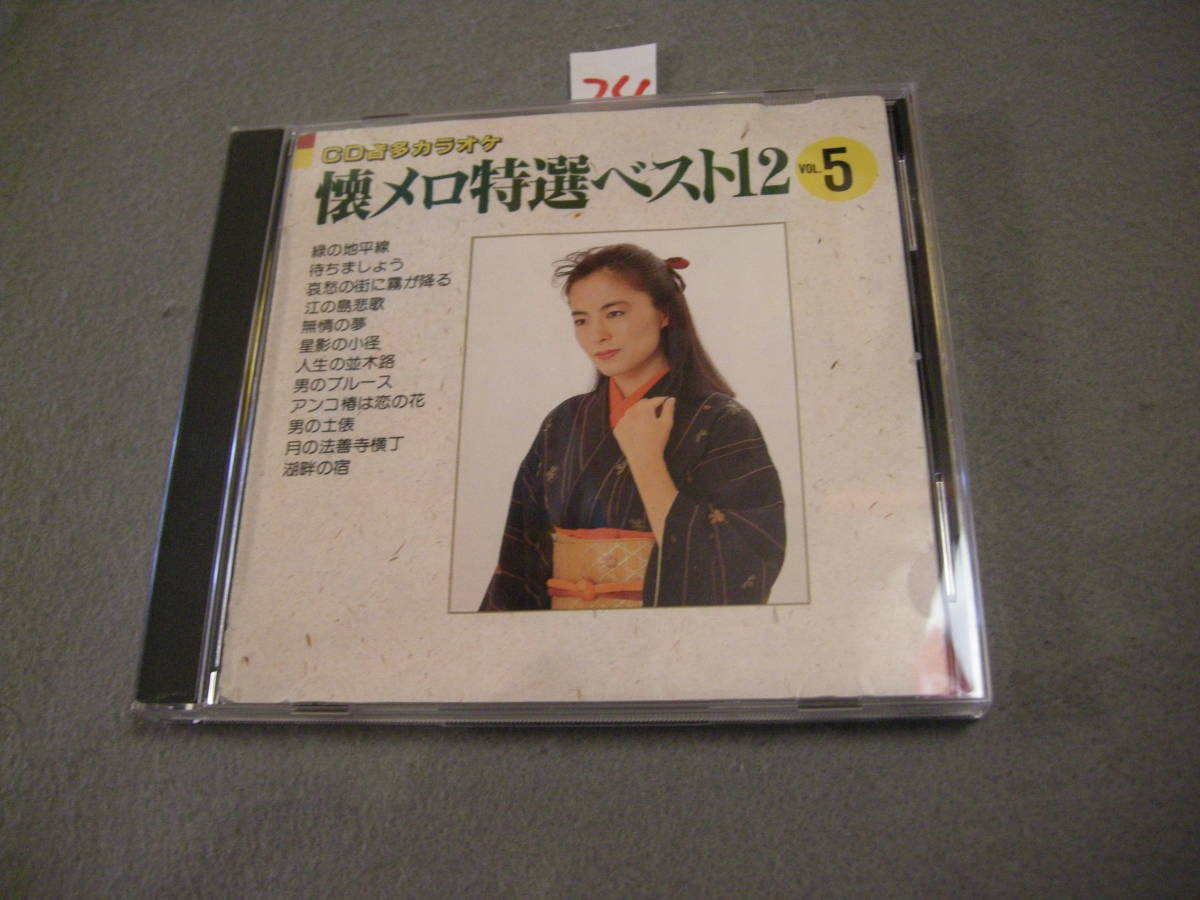 CD音多カラオケ
懐メロ特選ベスト12
VOL. 5
緑の地平線
待ちましよう
哀愁の街に霧が降る
江の島悲歌
無情の夢
星影の小径
人生の並木路
男のブルース
アンコ椿は恋の花
男の土俵
月の法善寺横丁
湖畔の宿